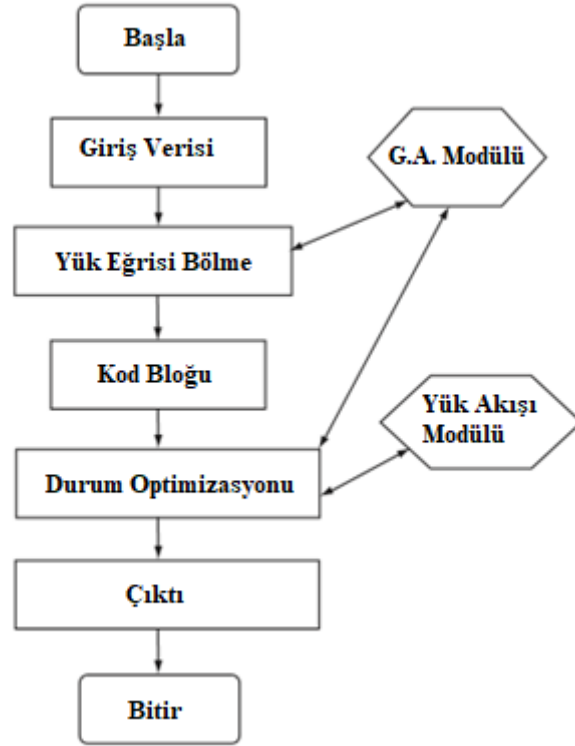 Başla
Giriş Verisi
G.A. Modülü
Yük Eğrisi Bölme
Kod Bloğu
Yük Akışı
Modülü
Durum Optimizasyonu
Çıktı
Bitir